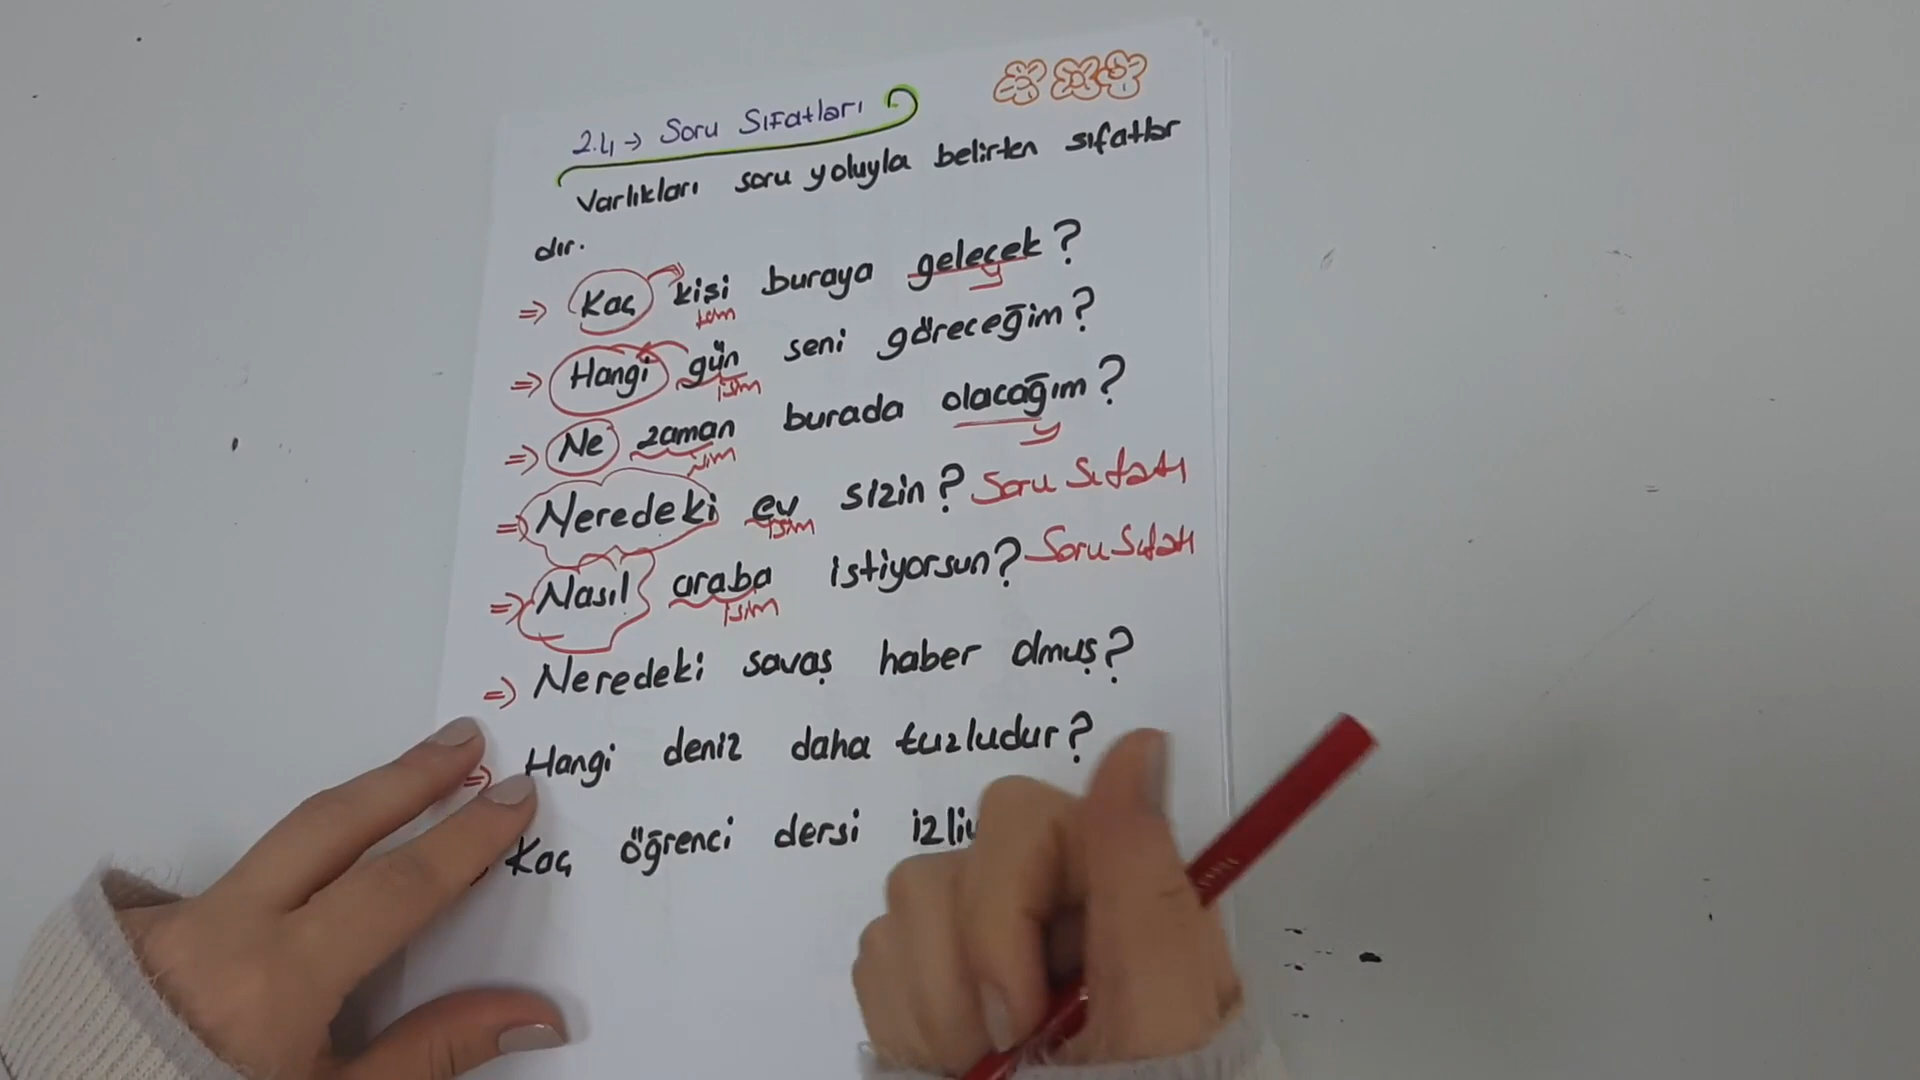 2.4 → Soru Sıfatları
Varlıkları soru yoluyla belirten sıfatlar
dır.
⇒ Kaç kişi buraya gelecek?
isim y
⇒ Hangi gün seni göreceğim?
isim
⇒ Ne zaman burada olacağım?
isim y
⇒ Neredeki ev sizin? Soru Sıfatı
isim
⇒ Nasıl araba istiyorsun? Soru Sıfatı
isim
⇒ Neredeki savaş haber olmuş?
⇒ Hangi deniz daha tuzludur?
Kaç öğrenci dersi